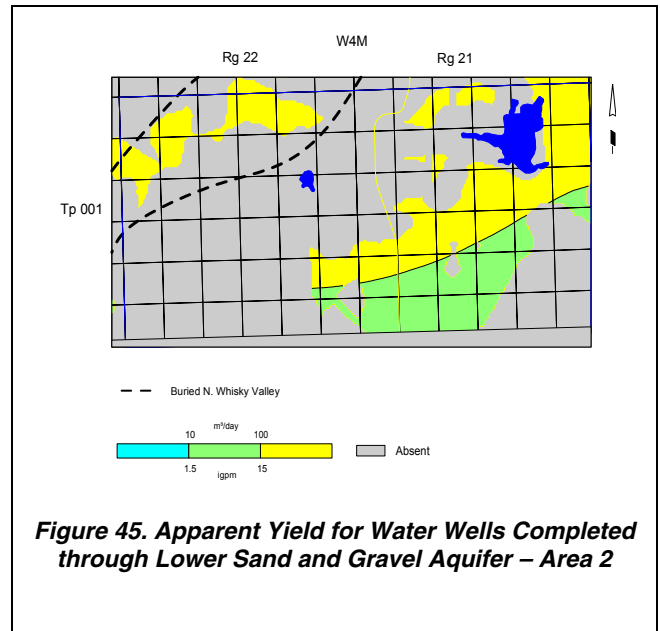 W4M
Rg 22 Rg 21
Tp 001
Buried N. Whisky Valley
m³/day
10 100
1.5 15
igpm
Absent
Figure 45. Apparent Yield for Water Wells Completed
through Lower Sand and Gravel Aquifer – Area 2